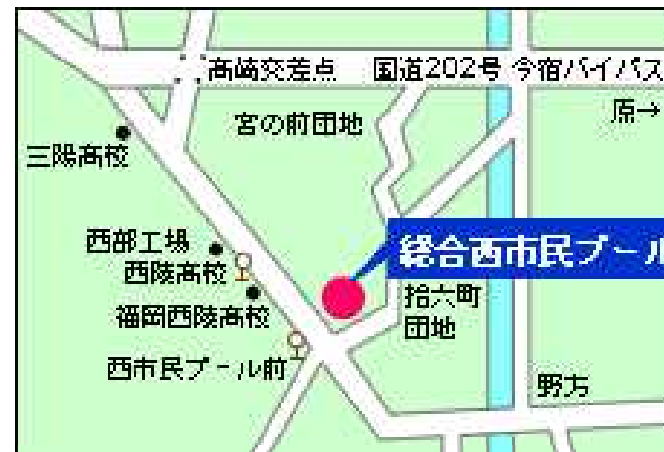 高崎交差点
国道202号 今宿バイパス
原→
宮の前団地
三陽高校
総合西市民プール
西部工場
西陵高校
拾六町
団地
福岡西陵高校
西市民プール前
野方